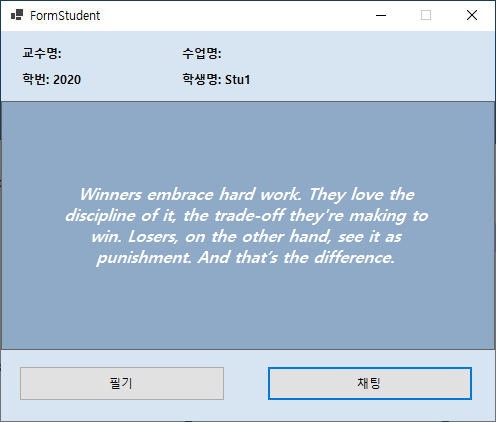 FormStudent
교수명: 수업명:
학번: 2020 학생명: Stu1
Winners embrace hard work. They love the
discipline of it, the trade-off they're making to
win. Losers, on the other hand, see it as
punishment. And that's the difference.
필기 채팅